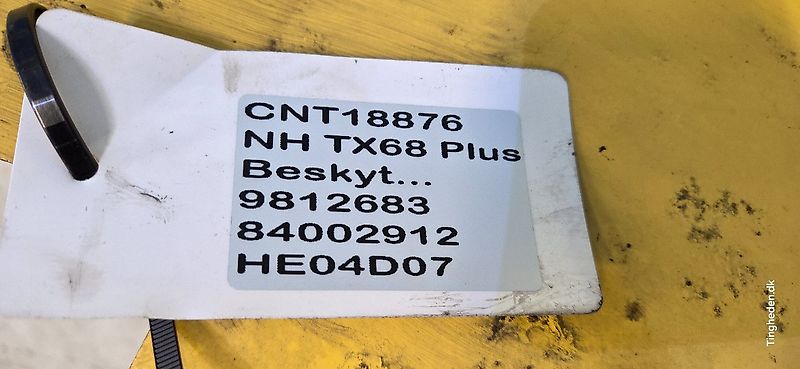 CNT18876
NH TX68 Plus
Beskyt...
9812683
84002912
HE04D07
Tingheden.dk